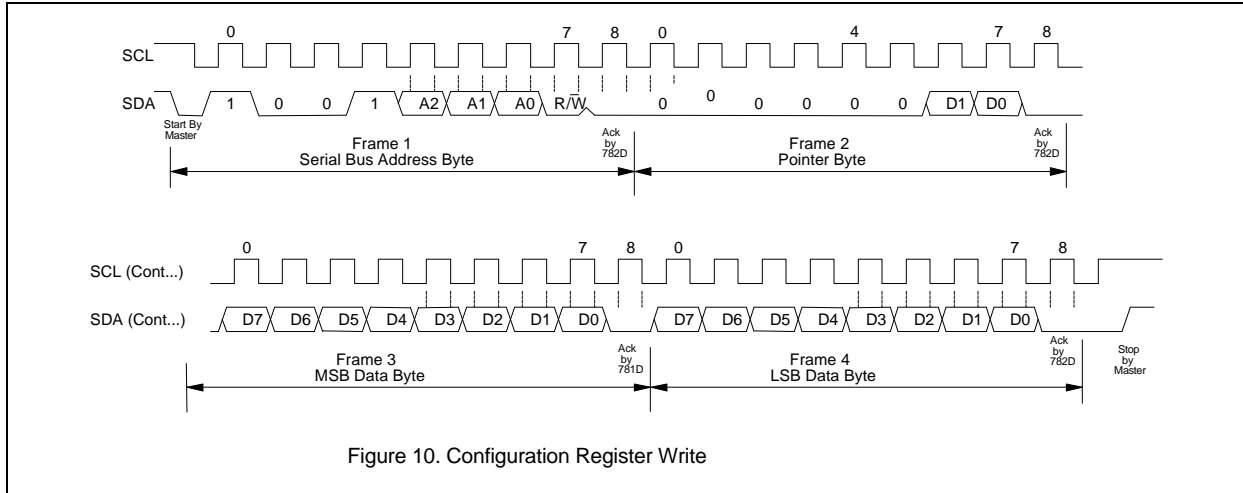 0 7 8 0 4 7 8
SCL
SDA
1 0 0 1 A2 A1 A0 R/W̅ 0 0 0 0 0 0 D1 D0
Start By
Master
Ack
by
782D
Ack
by
782D
Frame 1
Serial Bus Address Byte
Frame 2
Pointer Byte
0 7 8 0 7 8
SCL (Cont...)
SDA (Cont...)
D7 D6 D5 D4 D3 D2 D1 D0 D7 D6 D5 D4 D3 D2 D1 D0
Frame 3
MSB Data Byte
Ack
by
781D
Frame 4
LSB Data Byte
Ack
by
782D
Stop
by
Master
Figure 10. Configuration Register Write